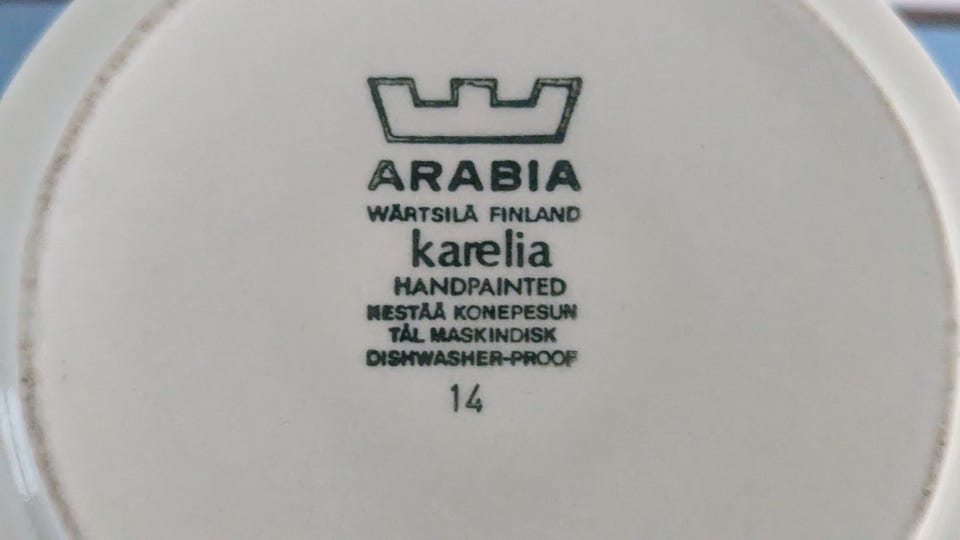 ARABIA
WÄRTSILÄ FINLAND
karelia
HANDPAINTED
KESTÄÄ KONEPESUN
TÅL MASKINDISK
DISHWASHER-PROOF
14